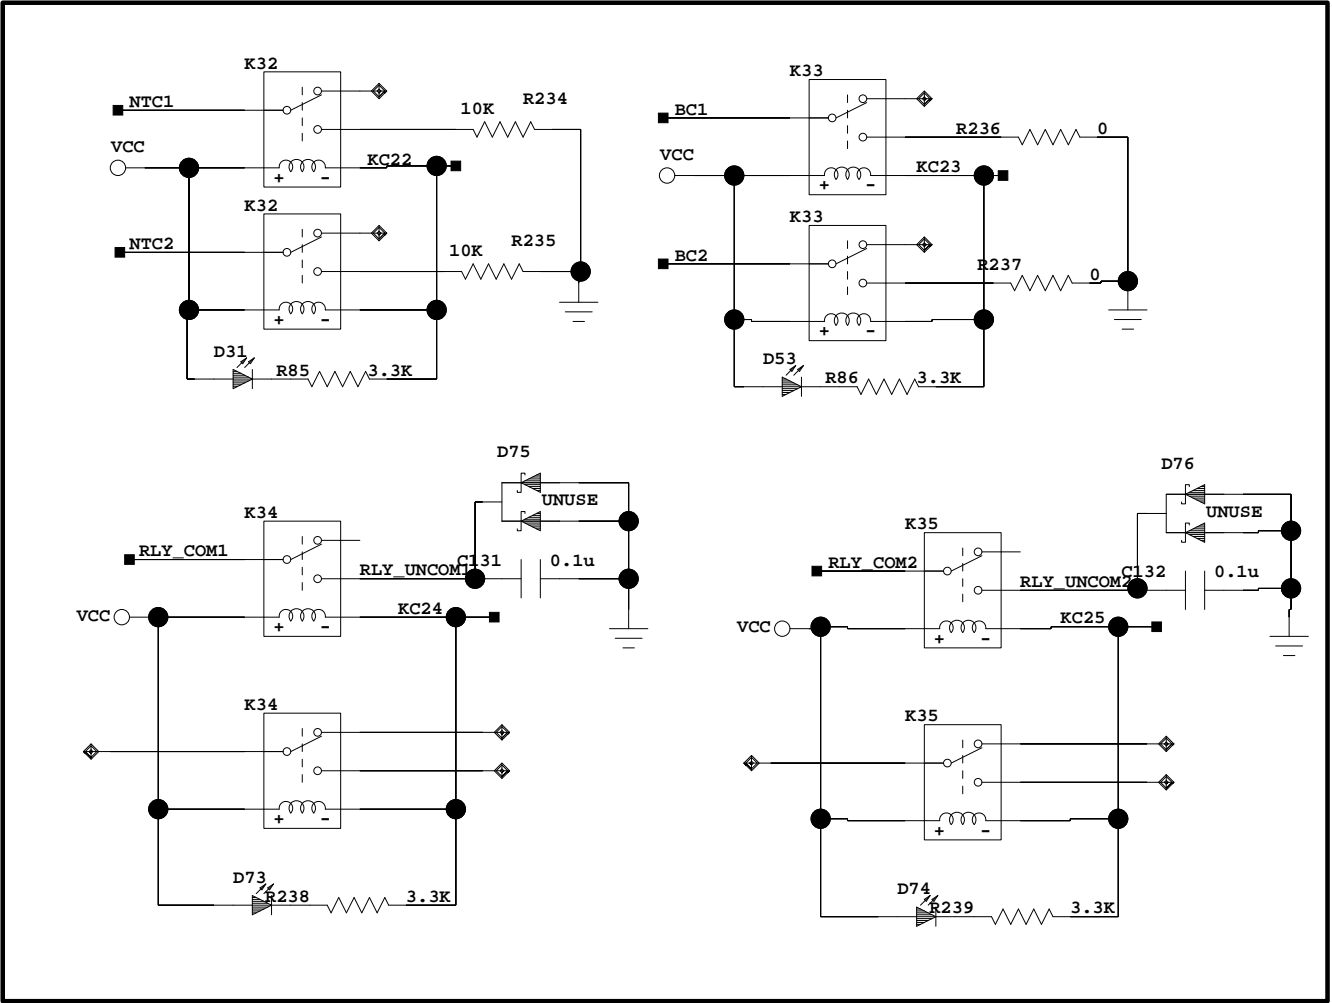 K32
NTC1
10K
R234
VCC
KC22
+ -
K32
NTC2
10K
R235
+ -
D31
R85
3.3K
K33
BC1
R236
0
VCC
KC23
+ -
K33
BC2
R237
0
+ -
D53
R86
3.3K
D75
UNUSE
K34
RLY_COM1
RLY_UNCOM1
C131
0.1u
VCC
KC24
+ -
K34
+ -
D73
R238
3.3K
D76
UNUSE
K35
RLY_COM2
RLY_UNCOM2
C132
0.1u
VCC
KC25
+ -
K35
+ -
D74
R239
3.3K